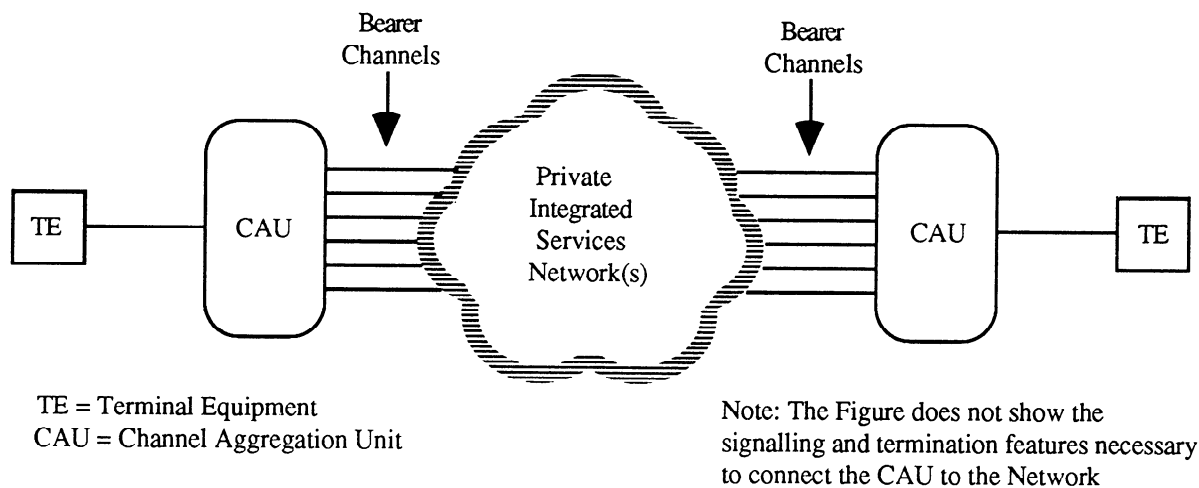 Bearer
Channels
Bearer
Channels
TE
CAU
Private
Integrated
Services
Network(s)
CAU
TE
TE = Terminal Equipment
CAU = Channel Aggregation Unit
Note: The Figure does not show the
signalling and termination features necessary
to connect the CAU to the Network